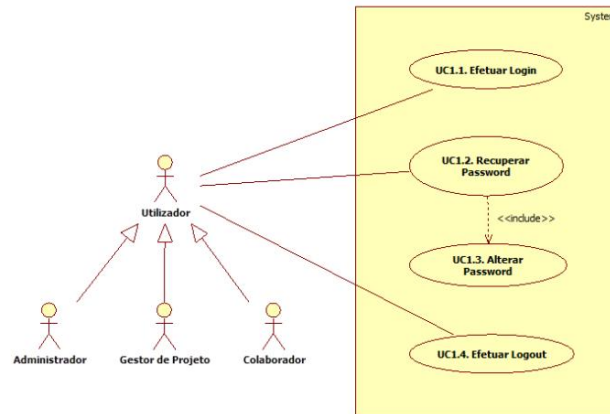 System
UC1.1. Efetuar Login
UC1.2. Recuperar
Password
Utilizador
<<include>>
UC1.3. Alterar
Password
Administrador
Gestor de Projeto
Colaborador
UC1.4. Efetuar Logout